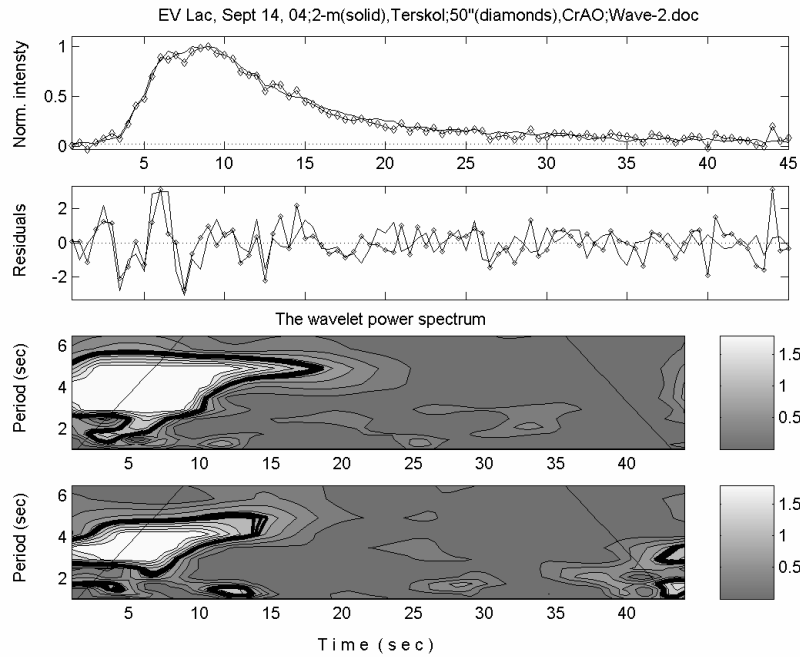 EV Lac, Sept 14, 04;2-m(solid),Terskol;50"(diamonds),CrAO;Wave-2.doc
Norm. intensty
1
0.5
0
5 10 15 20 25 30 35 40 45
Residuals
2
0
-2
The wavelet power spectrum
Period (sec)
6
4
2
5 10 15 20 25 30 35 40
1.5
1
0.5
Period (sec)
6
4
2
5 10 15 20 25 30 35 40
1.5
1
0.5
Time (sec)